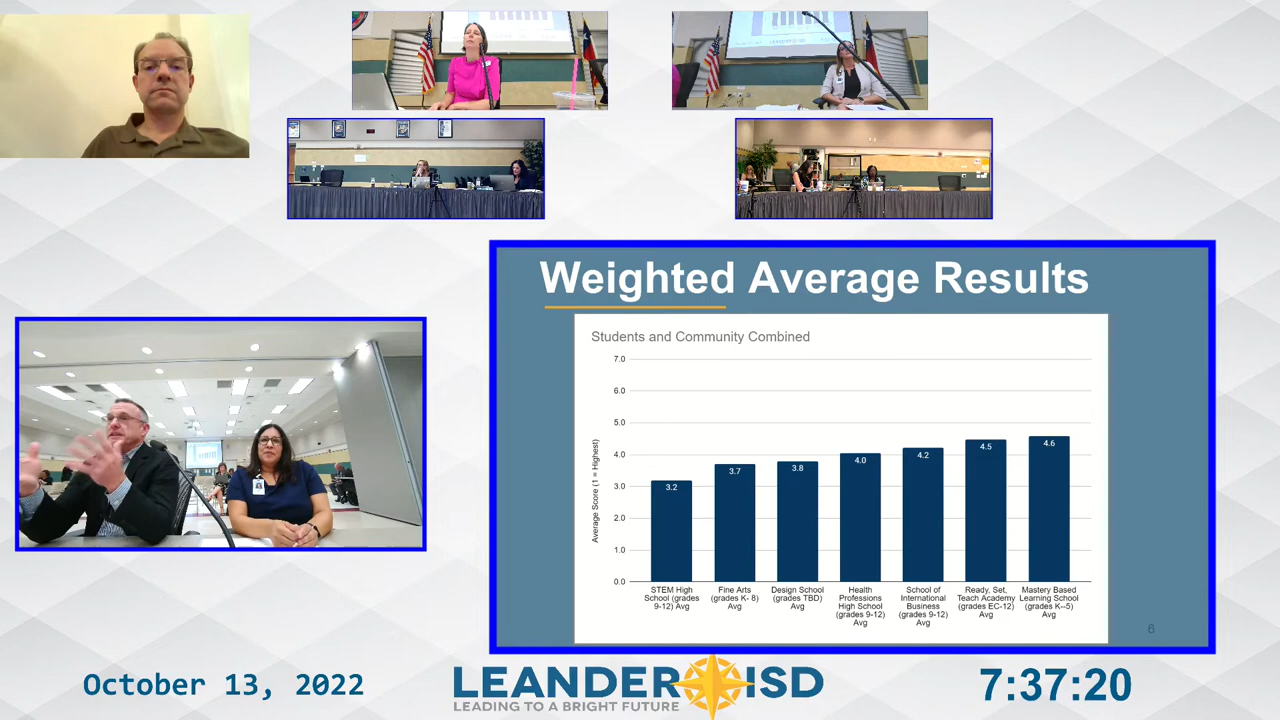 Weighted Average Results
Students and Community Combined
7.0
6.0
5.0
4.0
3.0
2.0
1.0
0.0
Average Score (1 = Highest)
3.2
3.7
3.8
4.0
4.2
4.5
4.6
STEM High
School (grades
9-12) Avg
Fine Arts
(grades K- 8)
Avg
Design School
(grades TBD)
Avg
Health
Professions
High School
(grades 9-12)
Avg
School of
International
Business
(grades 9-12)
Avg
Ready, Set,
Teach Academy
(grades EC-12)
Avg
Mastery Based
Learning School
(grades K--5)
Avg
6
October 13, 2022
LEANDER ISD
LEADING TO A BRIGHT FUTURE
7:37:20